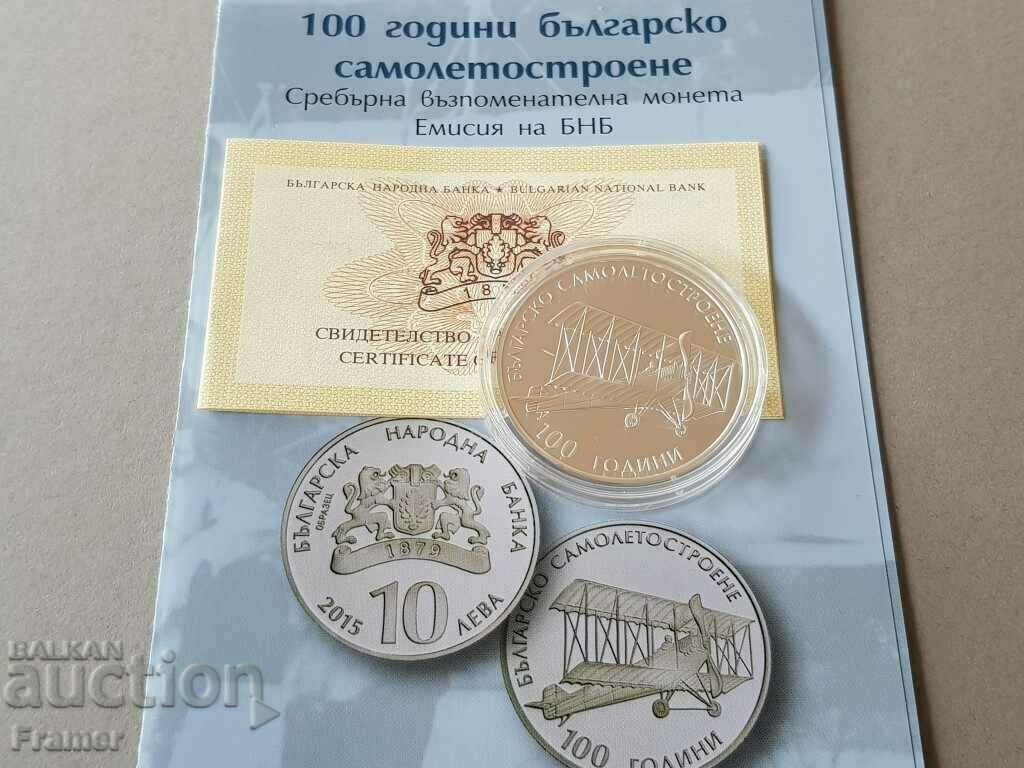 100 години българско
самолетостроене
Сребърна възпоменателна монета
Емисия на БНБ
БЪЛГАРСКА НАРОДНА БАНКА ★ BULGARIAN NATIONAL BANK
СВИДЕТЕЛСТВО
CERTIFICATE
БЪЛГАРСКО САМОЛЕТОСТРОЕНЕ
100 ГОДИНИ
БЪЛГАРСКА НАРОДНА БАНКА
ОБРАЗЕЦ
1879
2015 10 ЛЕВА
БЪЛГАРСКО САМОЛЕТОСТРОЕНЕ
100 ГОДИНИ
BALKAN
auction
Framer